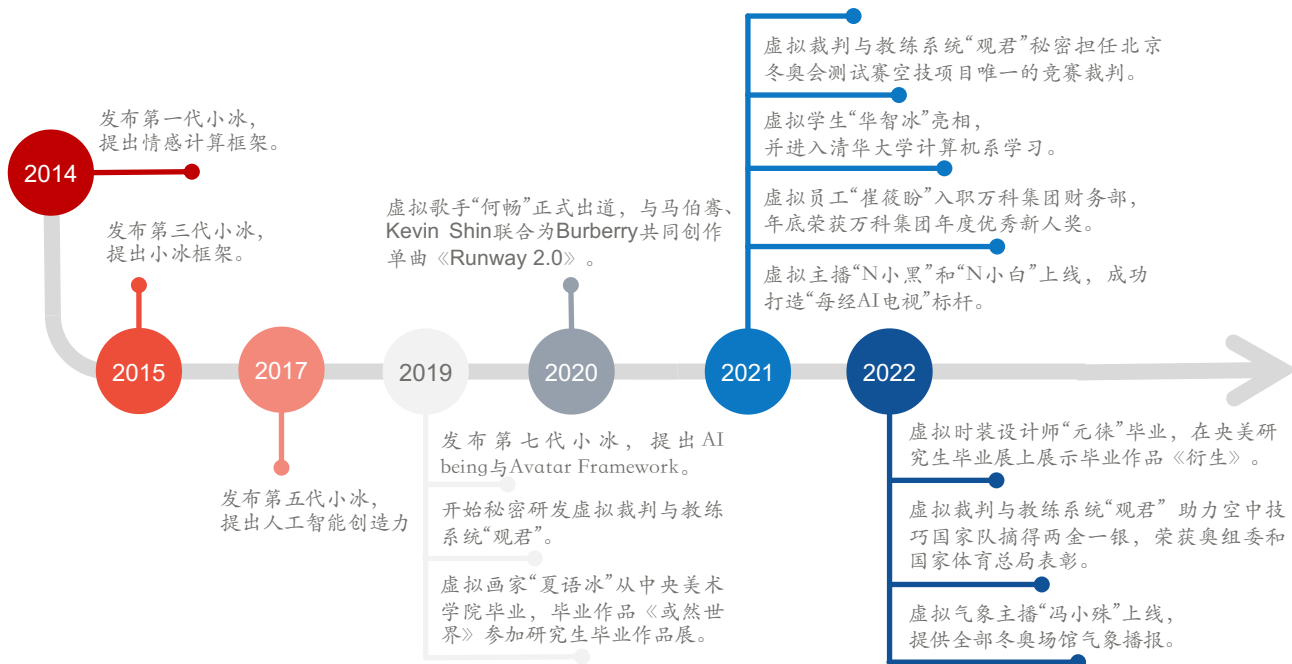 2014
发布第一代小冰，
提出情感计算框架。
2015
发布第三代小冰，
提出小冰框架。
2017
发布第五代小冰，
提出人工智能创造力
2019
发布第七代小冰，提出AI
being与Avatar Framework。
开始秘密研发虚拟裁判与教练
系统“观君”。
虚拟画家“夏语冰”从中央美术
学院毕业，毕业作品《或然世
界》参加研究生毕业作品展。
2020
虚拟歌手“何畅”正式出道，与马伯骞、
Kevin Shin联合为Burberry共同创作
单曲《Runway 2.0》。
2021
虚拟裁判与教练系统“观君”秘密担任北京
冬奥会测试赛空技项目唯一的竞赛裁判。
虚拟学生“华智冰”亮相，
并进入清华大学计算机系学习。
虚拟员工“崔筱盼”入职万科集团财务部，
年底荣获万科集团年度优秀新人奖。
虚拟主播“N小黑”和“N小白”上线，成功
打造“每经AI电视”标杆。
2022
虚拟时装设计师“元徕”毕业，在央美研
究生毕业展上展示毕业作品《衍生》。
虚拟裁判与教练系统“观君” 助力空中技
巧国家队摘得两金一银，荣获奥组委和
国家体育总局表彰。
虚拟气象主播“冯小殊”上线，
提供全部冬奥场馆气象播报。